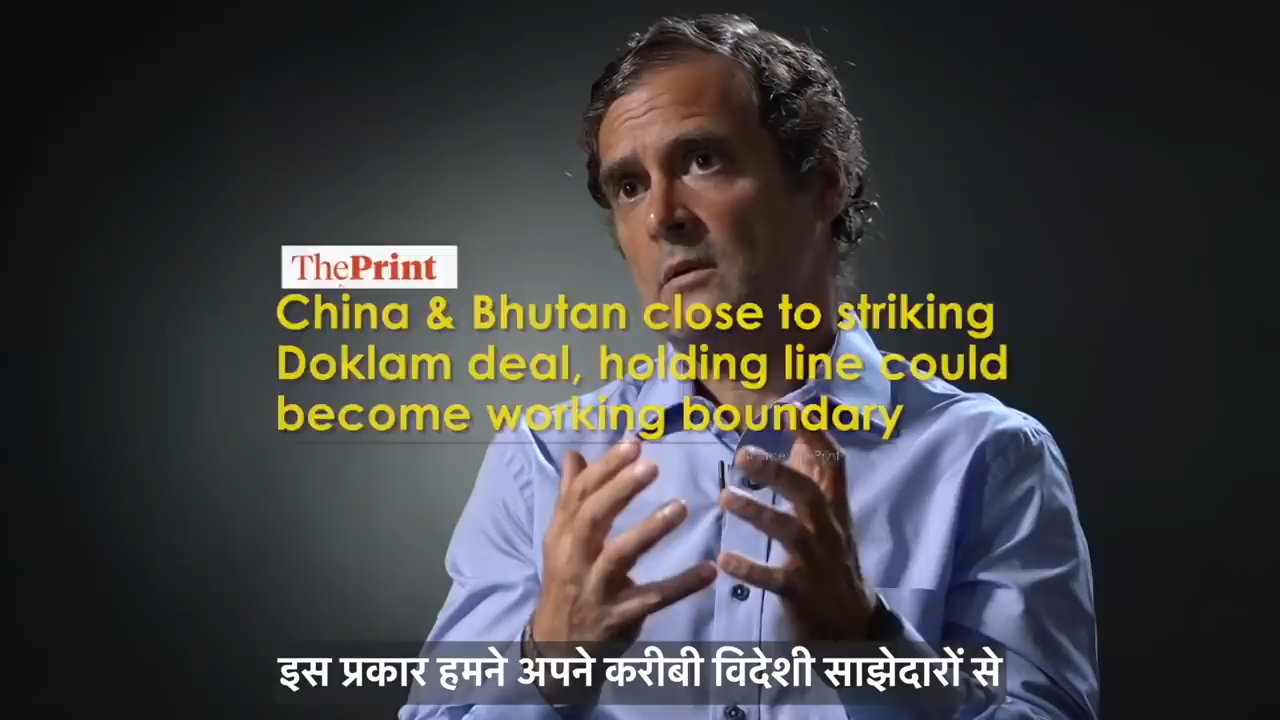 ThePrint
China & Bhutan close to striking
Doklam deal, holding line could
become working boundary
इस प्रकार हमने अपने करीबी विदेशी साझेदारों से